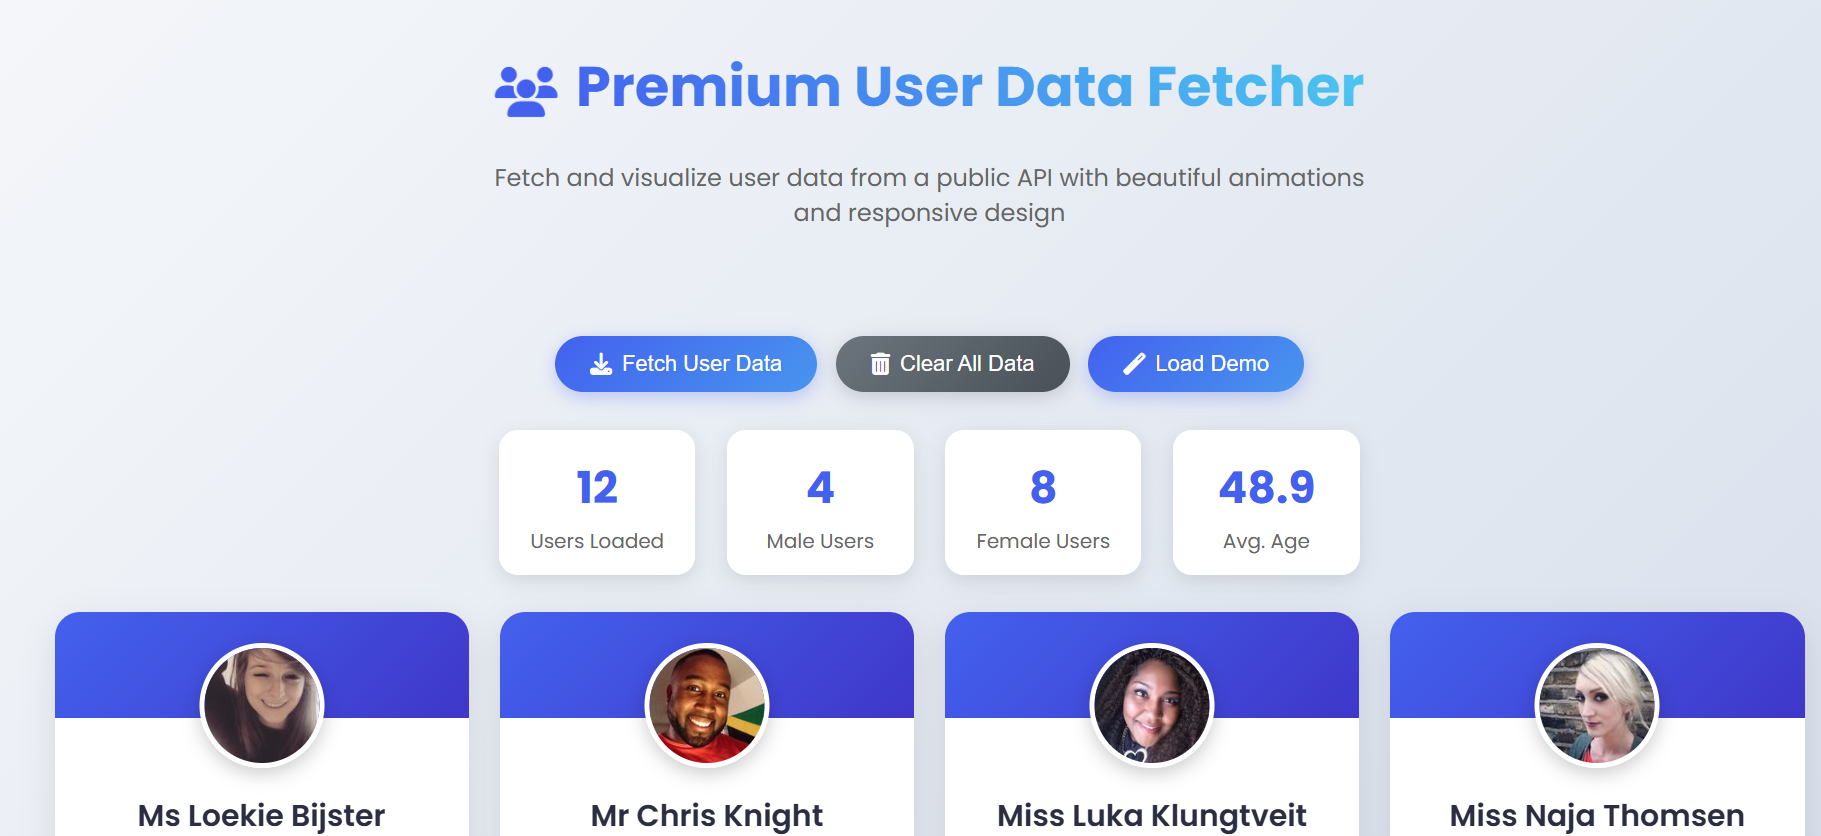 Premium User Data Fetcher
Fetch and visualize user data from a public API with beautiful animations
and responsive design
Fetch User Data
Clear All Data
Load Demo
12
Users Loaded
4
Male Users
8
Female Users
48.9
Avg. Age
Ms Loekie Bijster
Mr Chris Knight
Miss Luka Klungtveit
Miss Naja Thomsen